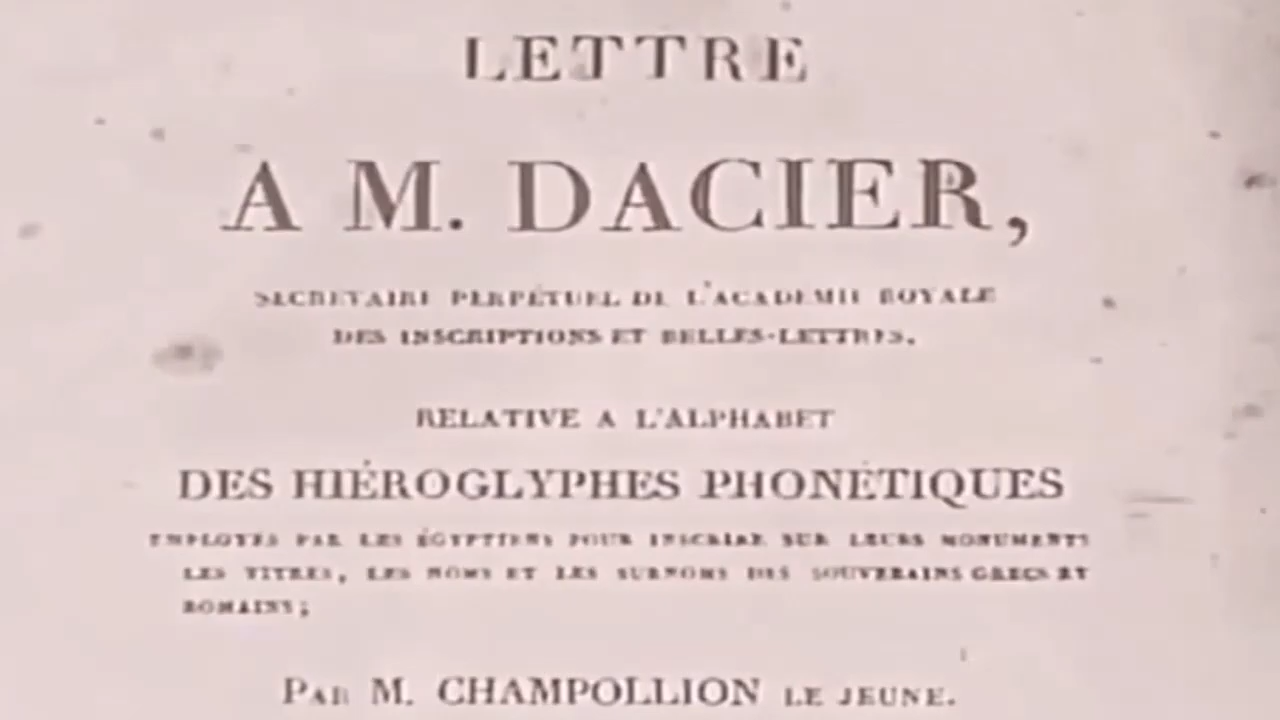 LETTRE
A M. DACIER,
SECRÉTAIRE PERPÉTUEL DE L'ACADÉMIE ROYALE
DES INSCRIPTIONS ET BELLES-LETTRES,
RELATIVE A L'ALPHABET
DES HIÉROGLYPHES PHONÉTIQUES
EMPLOYÉS PAR LES ÉGYPTIENS POUR INSCRIRE SUR LEURS MONUMENTS
LES TITRES, LES NOMS ET LES SURNOMS DES SOUVERAINS GRECS ET
ROMAINS;
PAR M. CHAMPOLLION LE JEUNE.